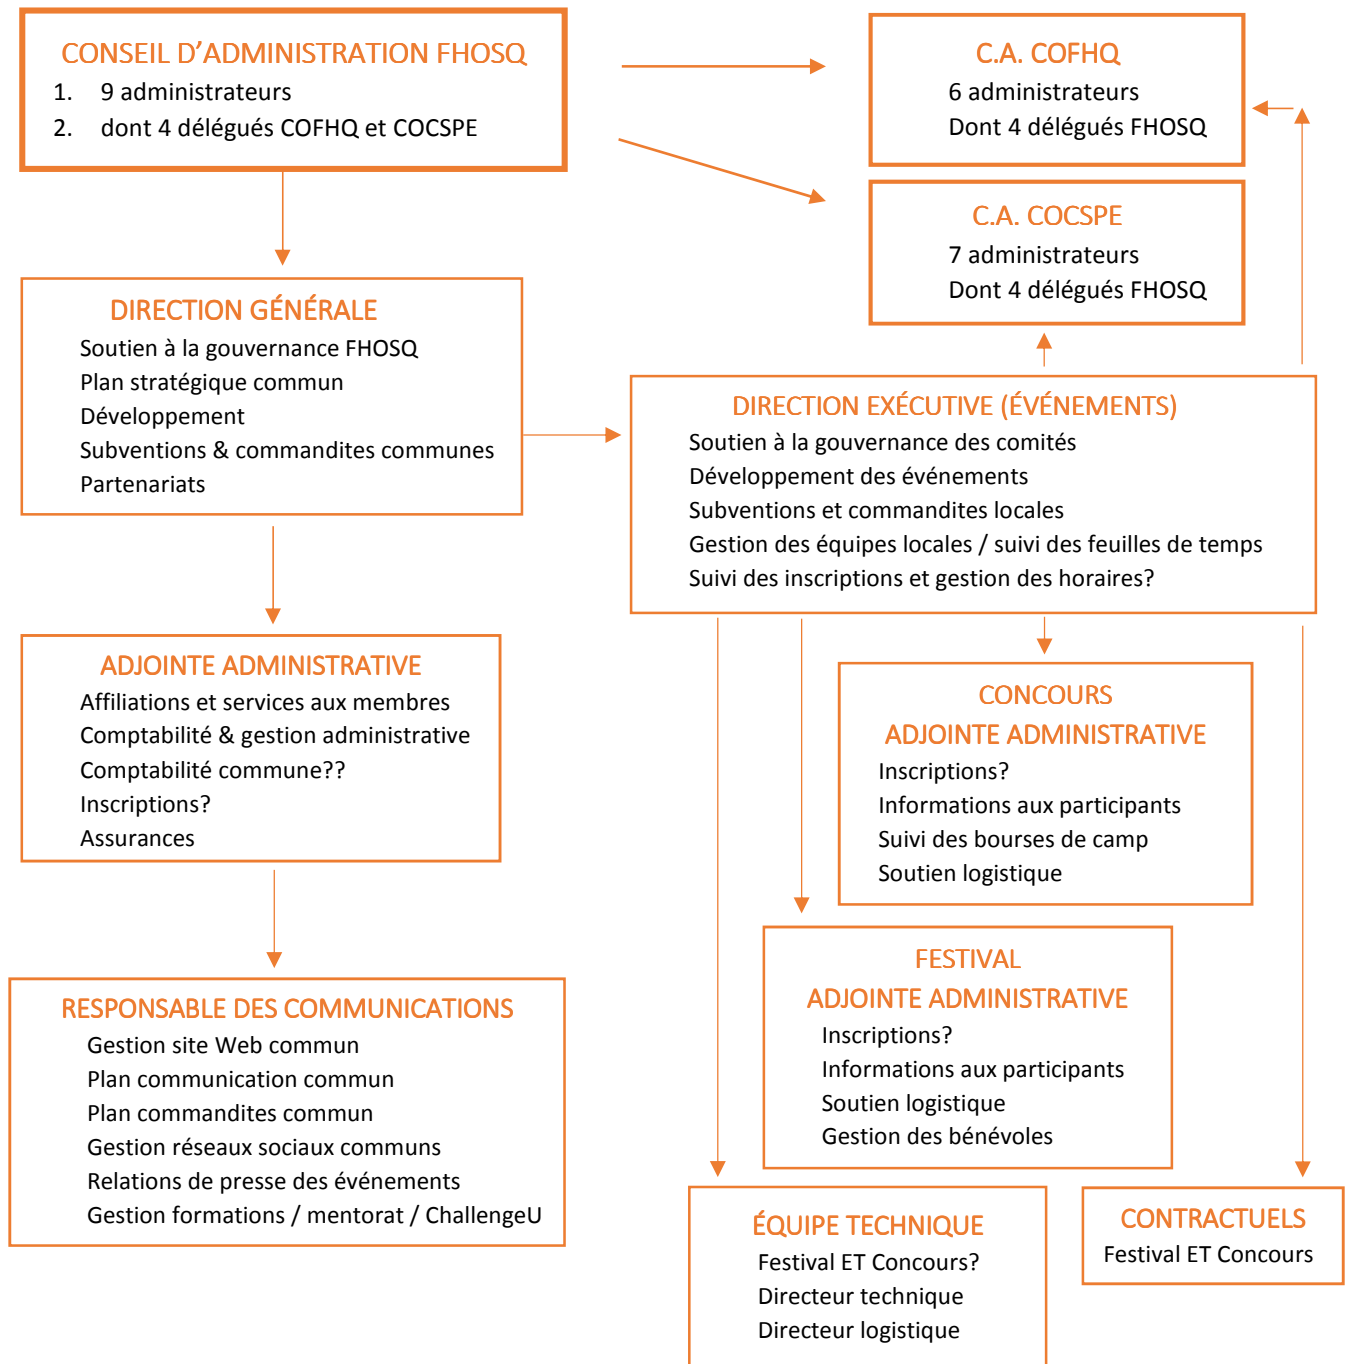 CONSEIL D’ADMINISTRATION FHOSQ
1. 9 administrateurs
2. dont 4 délégués COFHQ et COCSPE
C.A. COFHQ
6 administrateurs
Dont 4 délégués FHOSQ
C.A. COCSPE
7 administrateurs
Dont 4 délégués FHOSQ
DIRECTION GÉNÉRALE
Soutien à la gouvernance FHOSQ
Plan stratégique commun
Développement
Subventions & commandites communes
Partenariats
DIRECTION EXÉCUTIVE (ÉVÉNEMENTS)
Soutien à la gouvernance des comités
Développement des événements
Subventions et commandites locales
Gestion des équipes locales / suivi des feuilles de temps
Suivi des inscriptions et gestion des horaires?
ADJOINTE ADMINISTRATIVE
Affiliations et services aux membres
Comptabilité & gestion administrative
Comptabilité commune??
Inscriptions?
Assurances
CONCOURS
ADJOINTE ADMINISTRATIVE
Inscriptions?
Informations aux participants
Suivi des bourses de camp
Soutien logistique
FESTIVAL
ADJOINTE ADMINISTRATIVE
Inscriptions?
Informations aux participants
Soutien logistique
Gestion des bénévoles
RESPONSABLE DES COMMUNICATIONS
Gestion site Web commun
Plan communication commun
Plan commandites commun
Gestion réseaux sociaux communs
Relations de presse des événements
Gestion formations / mentorat / ChallengeU
ÉQUIPE TECHNIQUE
Festival ET Concours?
Directeur technique
Directeur logistique
CONTRACTUELS
Festival ET Concours